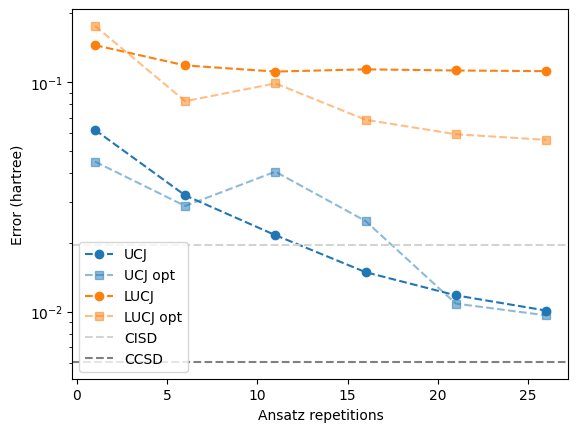 Error (hartree)
10⁻¹
10⁻²
UCJ
UCJ opt
LUCJ
LUCJ opt
CISD
CCSD
0 5 10 15 20 25
Ansatz repetitions